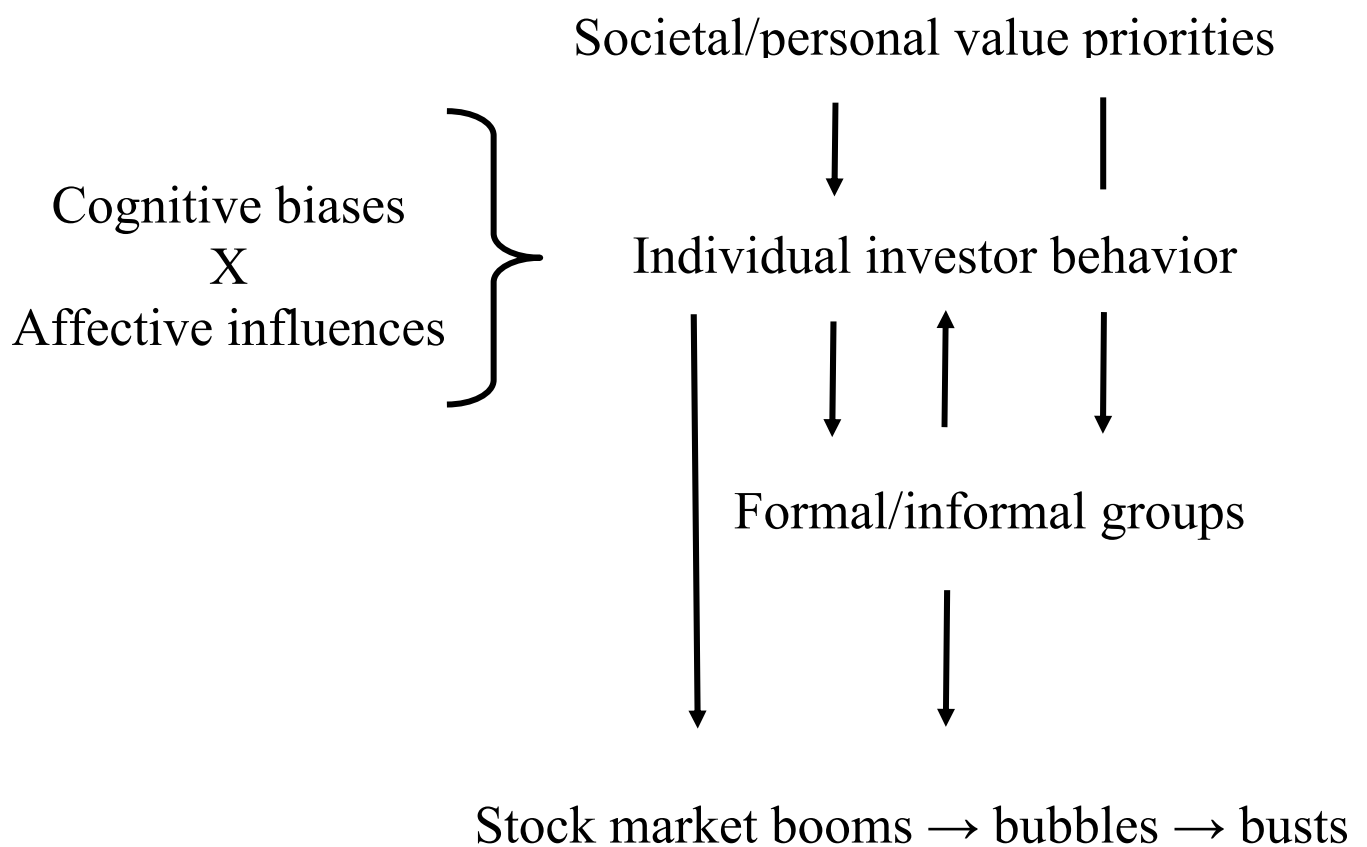 Societal/personal value priorities
Cognitive biases
X
Affective influences
Individual investor behavior
Formal/informal groups
Stock market booms → bubbles → busts